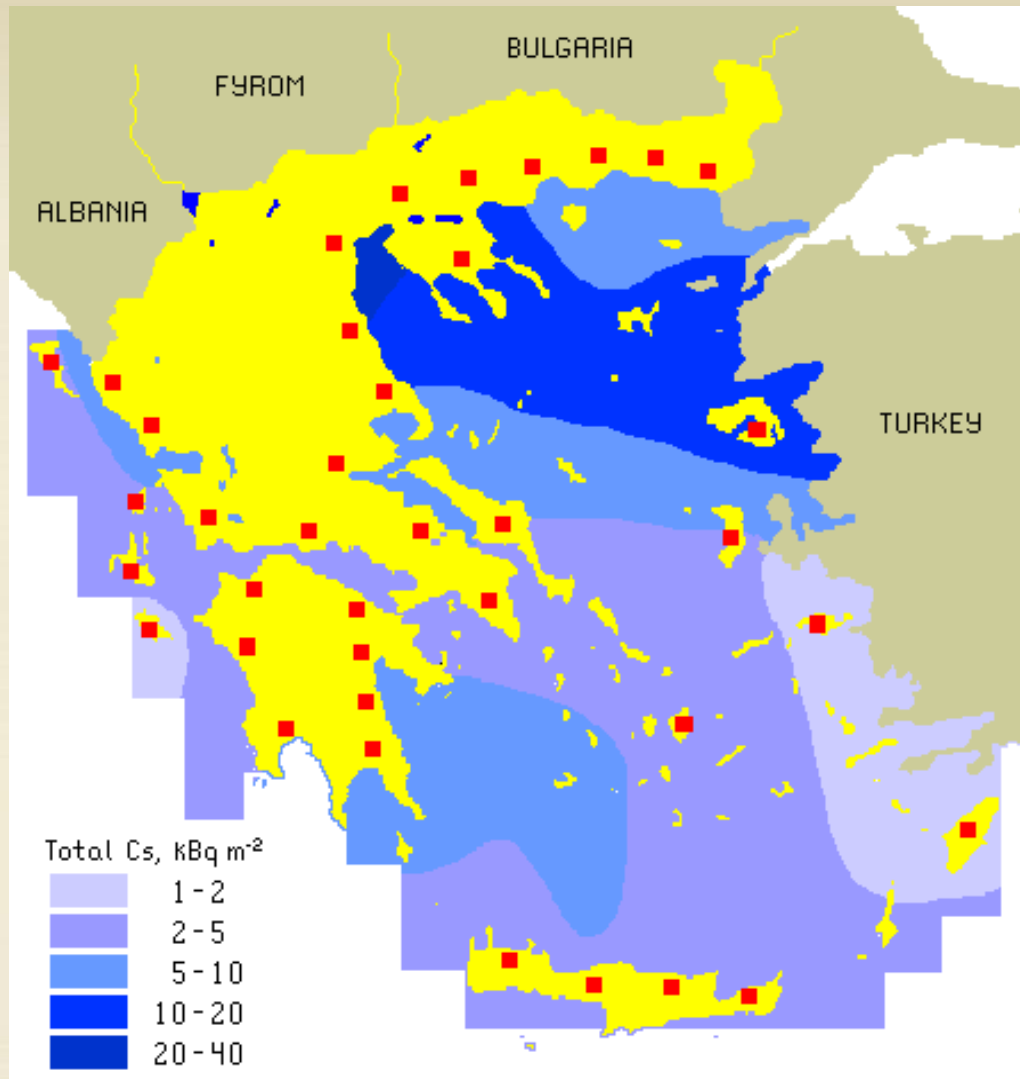 BULGARIA
FYROM
ALBANIA
TURKEY
Total Cs, kBq m⁻²
1-2
2-5
5-10
10-20
20-40